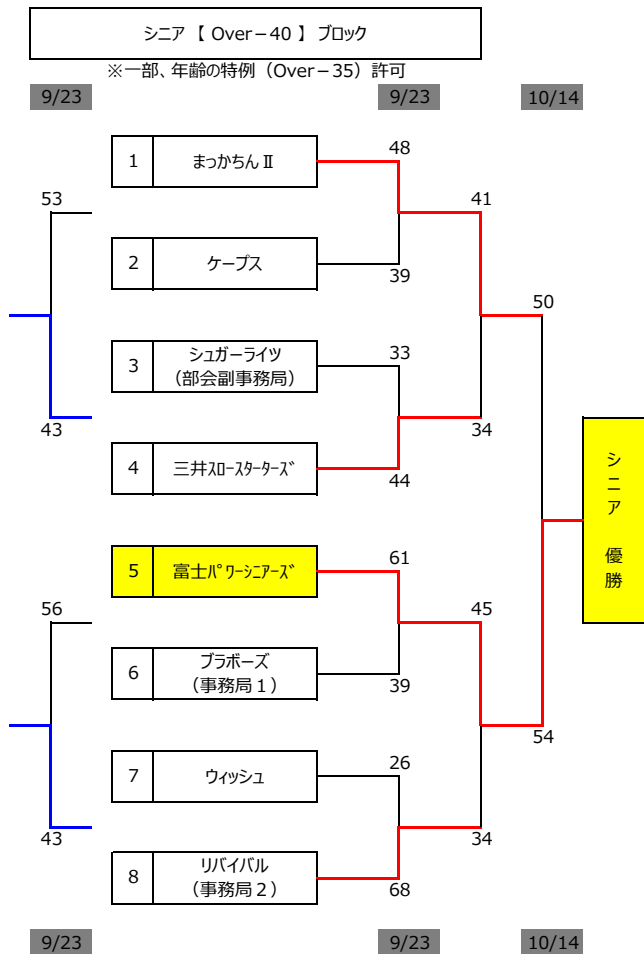 シニア 【 Over－40 】 ブロック
※一部、年齢の特例（Over－35）許可
9/23
9/23
10/14
48
1
まっかちんⅡ
53
41
2
ケープス
39
50
33
3
シュガーライツ
（部会副事務局）
43
34
4
三井ｽﾛｰｽﾀｰﾀｰｽﾞ
44
シニア 優勝
61
5
富士ﾊﾟﾜｰｼﾆｱｰｽﾞ
56
45
6
ブラボーズ
（事務局１）
39
54
26
7
ウィッシュ
43
34
8
リバイバル
（事務局２）
68
9/23
9/23
10/14